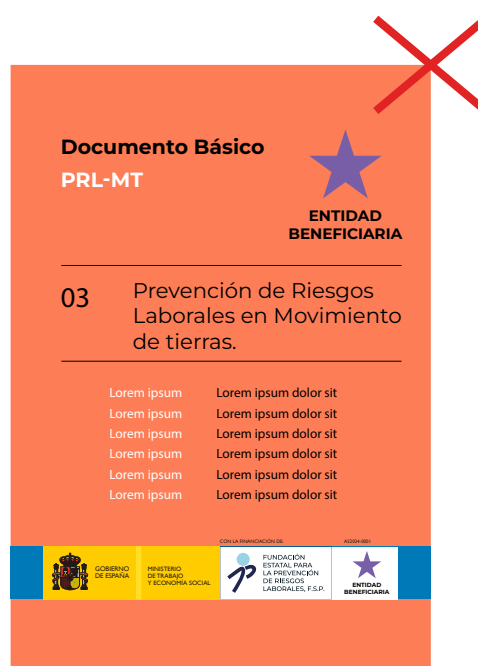 Documento Básico
PRL-MT
ENTIDAD
BENEFICIARIA
03
Prevención de Riesgos
Laborales en Movimiento
de tierras.
Lorem ipsum Lorem ipsum dolor sit
Lorem ipsum Lorem ipsum dolor sit
Lorem ipsum Lorem ipsum dolor sit
Lorem ipsum Lorem ipsum dolor sit
Lorem ipsum Lorem ipsum dolor sit
Lorem ipsum Lorem ipsum dolor sit
CON LA FINANCIACIÓN DE: AS2004-0001
GOBIERNO
DE ESPAÑA
MINISTERIO
DE TRABAJO
Y ECONOMÍA SOCIAL
FUNDACIÓN
ESTATAL PARA
LA PREVENCIÓN
DE RIESGOS
LABORALES, F.S.P.
ENTIDAD
BENEFICIARIA